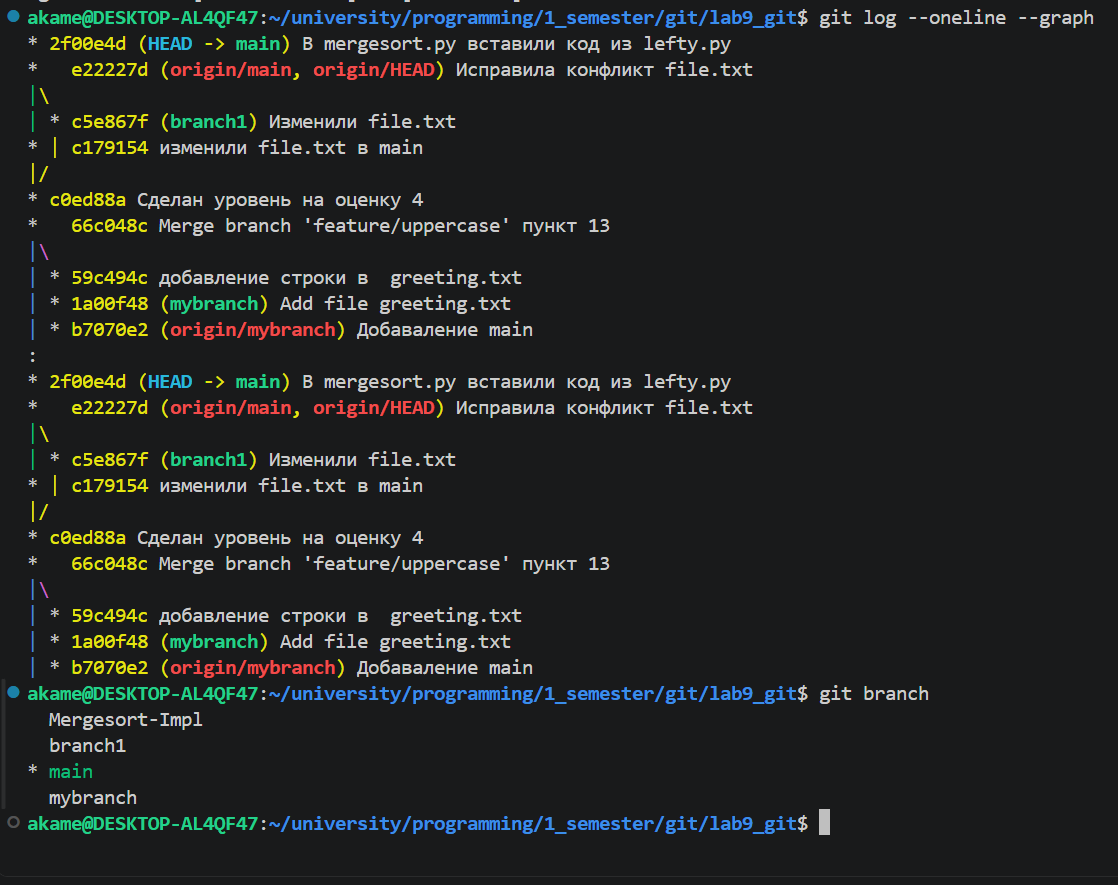 akame@DESKTOP-AL4QF47:~/university/programming/1_semester/git/lab9_git$ git log --oneline --graph
* 2f00e4d (HEAD -> main) В mergesort.py вставили код из lefty.py
*   e22227d (origin/main, origin/HEAD) Исправила конфликт file.txt
|\
| * c5e867f (branch1) Изменили file.txt
* | c179154 изменили file.txt в main
|/
* c0ed88a Сделан уровень на оценку 4
*   66c048c Merge branch 'feature/uppercase' пункт 13
|\
| * 59c494c добавление строки в  greeting.txt
| * 1a00f48 (mybranch) Add file greeting.txt
| * b7070e2 (origin/mybranch) Добаваление main
:
* 2f00e4d (HEAD -> main) В mergesort.py вставили код из lefty.py
*   e22227d (origin/main, origin/HEAD) Исправила конфликт file.txt
|\
| * c5e867f (branch1) Изменили file.txt
* | c179154 изменили file.txt в main
|/
* c0ed88a Сделан уровень на оценку 4
*   66c048c Merge branch 'feature/uppercase' пункт 13
|\
| * 59c494c добавление строки в  greeting.txt
| * 1a00f48 (mybranch) Add file greeting.txt
| * b7070e2 (origin/mybranch) Добаваление main
akame@DESKTOP-AL4QF47:~/university/programming/1_semester/git/lab9_git$ git branch
  Mergesort-Impl
  branch1
* main
  mybranch
akame@DESKTOP-AL4QF47:~/university/programming/1_semester/git/lab9_git$